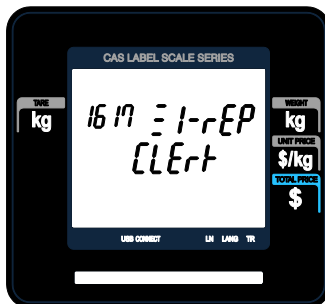 CAS LABEL SCALE SERIES
TARE
kg
WEIGHT
kg
UNIT PRICE
$/kg
TOTAL PRICE
$
1-rEP
CLErt
USB CONNECT LN LANG TR